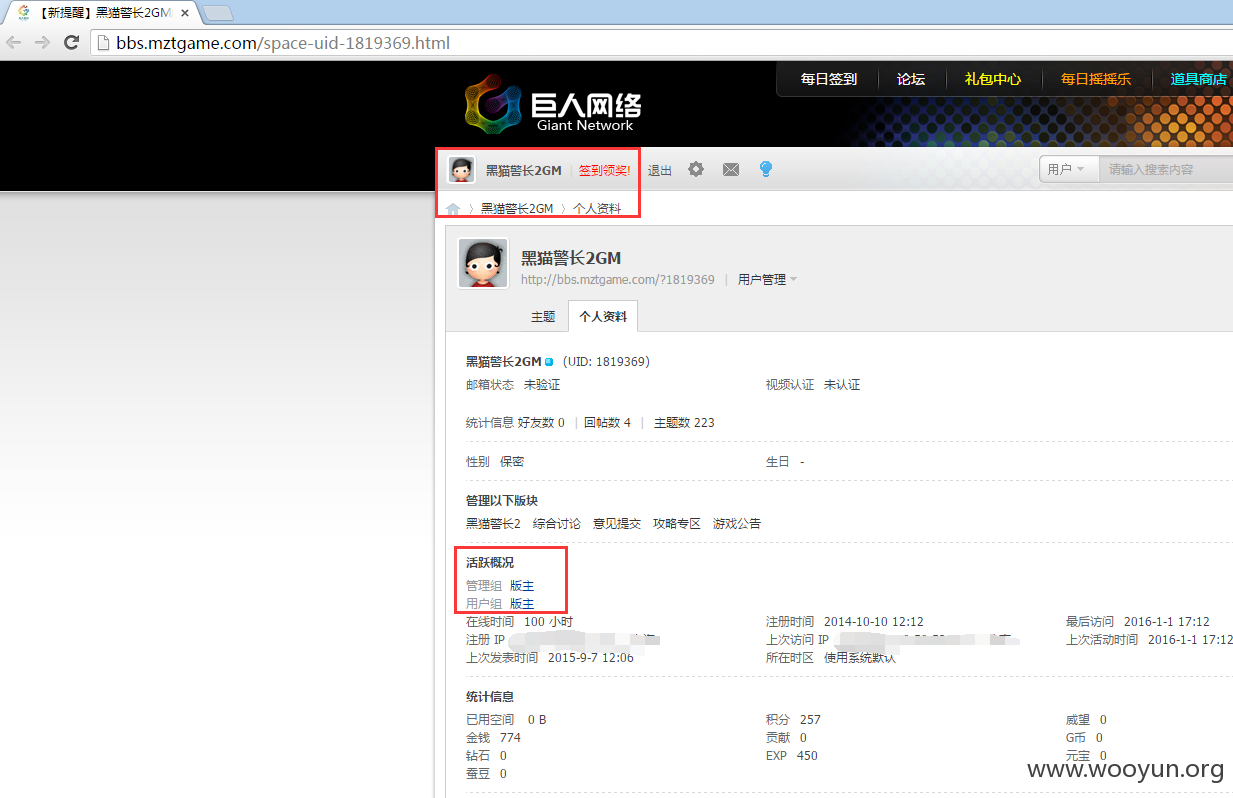 【新提醒】黑猫警长2GM
bbs.mztgame.com/space-uid-1819369.html
每日签到 论坛 礼包中心 每日摇摇乐 道具商店
巨人网络
Giant Network
黑猫警长2GM 签到领奖! 退出 用户 请输入搜索内容
黑猫警长2GM 〉 个人资料
黑猫警长2GM
http://bbs.mztgame.com/?1819369 | 用户管理
主题 个人资料
黑猫警长2GM (UID: 1819369)
邮箱状态 未验证 视频认证 未认证
统计信息 好友数 0 | 回帖数 4 | 主题数 223
性别 保密 生日 -
管理以下版块
黑猫警长2 综合讨论 意见提交 攻略专区 游戏公告
活跃概况
管理组 版主
用户组 版主
在线时间 100 小时 注册时间 2014-10-10 12:12 最后访问 2016-1-1 17:12
注册 IP 上次访问 IP 上次活动时间 2016-1-1 17:12
上次发表时间 2015-9-7 12:06 所在时区 使用系统默认
统计信息
已用空间 0 B 积分 257 威望 0
金钱 774 贡献 0 G币 0
钻石 0 EXP 450 元宝 0
蚕豆 0
www.wooyun.org